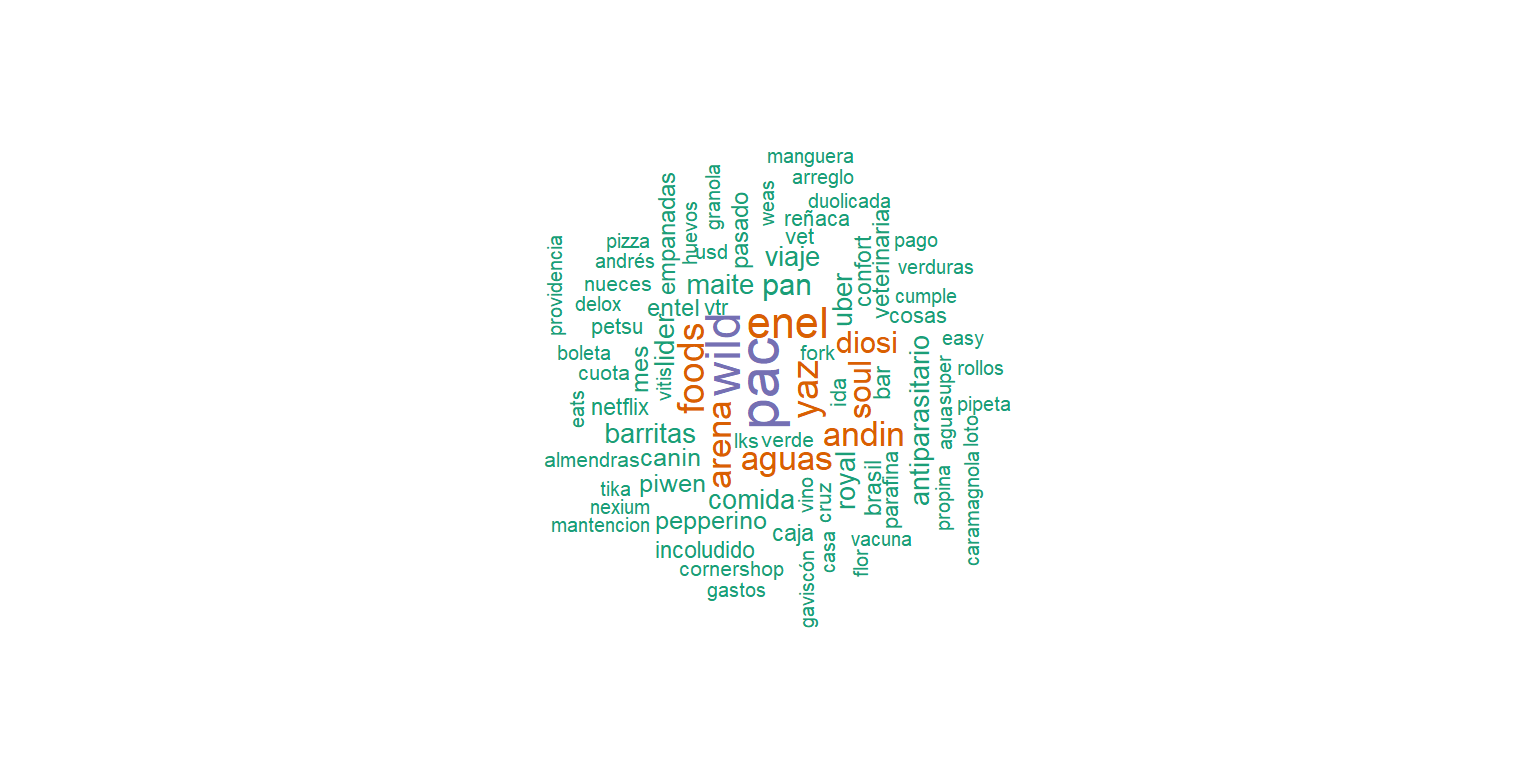 manguera
arreglo
duolicada
reñaca
vet
viaje
weas
granola
pasado
empanadas
huevos
usd
pizza
andrés
nueces
delox
petsu
providencia
maite
pan
entel
vtr
uber
confort
veterinaria
pago
verduras
cumple
cosas
easy
rollos
pipeta
enel
wild
pac
foods
lider
mes
vitis
boleta
cuota
eats
netflix
barritas
fork
diosi
yaz
soul
ida
bar
antiparasitario
super
agua
loto
arena
lks
verde
andin
aguas
almendras
canin
tika
piwen
nexium
mantencion
comida
pepperino
vino
cruz
royal
brasil
parafina
propina
caramagnola
caja
casa
vacuna
flor
incoludido
cornershop
gastos
gaviscón